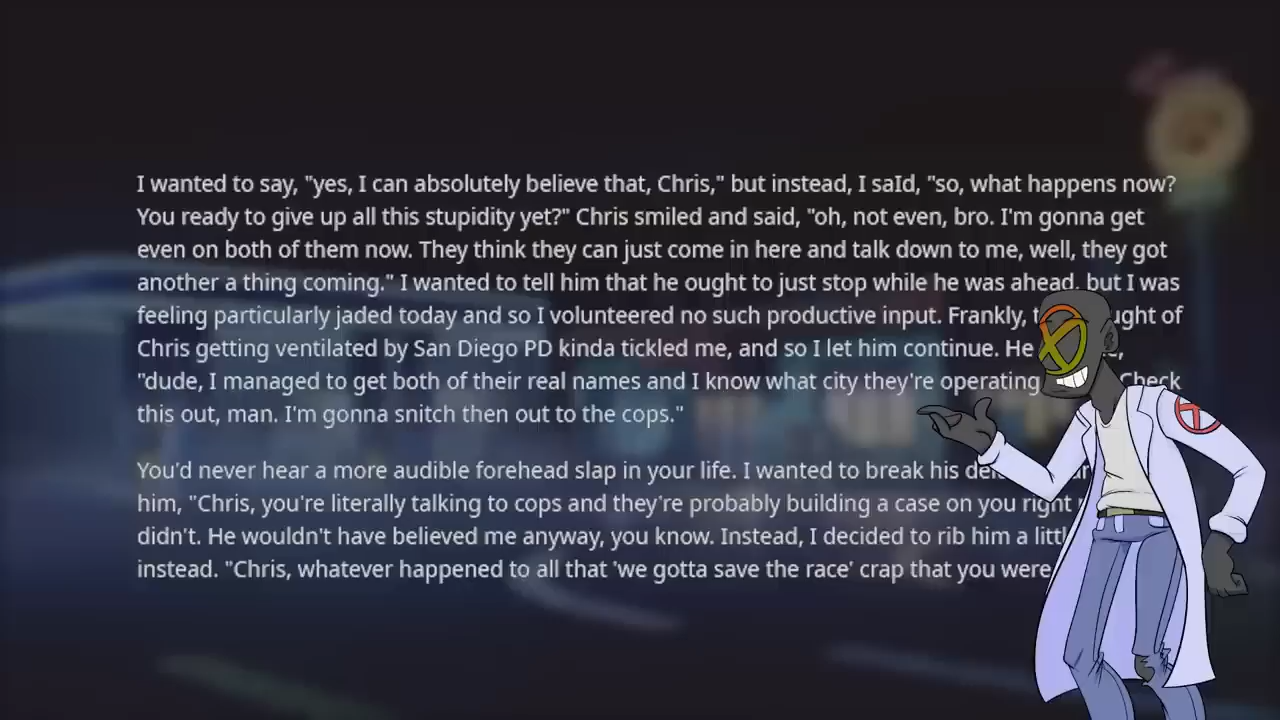 I wanted to say, "yes, I can absolutely believe that, Chris," but instead, I saId, "so, what happens now?
You ready to give up all this stupidity yet?" Chris smiled and said, "oh, not even, bro. I'm gonna get
even on both of them now. They think they can just come in here and talk down to me, well, they got
another a thing coming." I wanted to tell him that he ought to just stop while he was ahead, but I was
feeling particularly jaded today and so I volunteered no such productive input. Frankly, of
Chris getting ventilated by San Diego PD kinda tickled me, and so I let him continue. He
"dude, I managed to get both of their real names and I know what city they're operating Check
this out, man. I'm gonna snitch then out to the cops."
You'd never hear a more audible forehead slap in your life. I wanted to break his
him, "Chris, you're literally talking to cops and they're probably building a case on you right
didn't. He wouldn't have believed me anyway, you know. Instead, I decided to rib him a
instead. "Chris, whatever happened to all that 'we gotta save the race' crap that you were